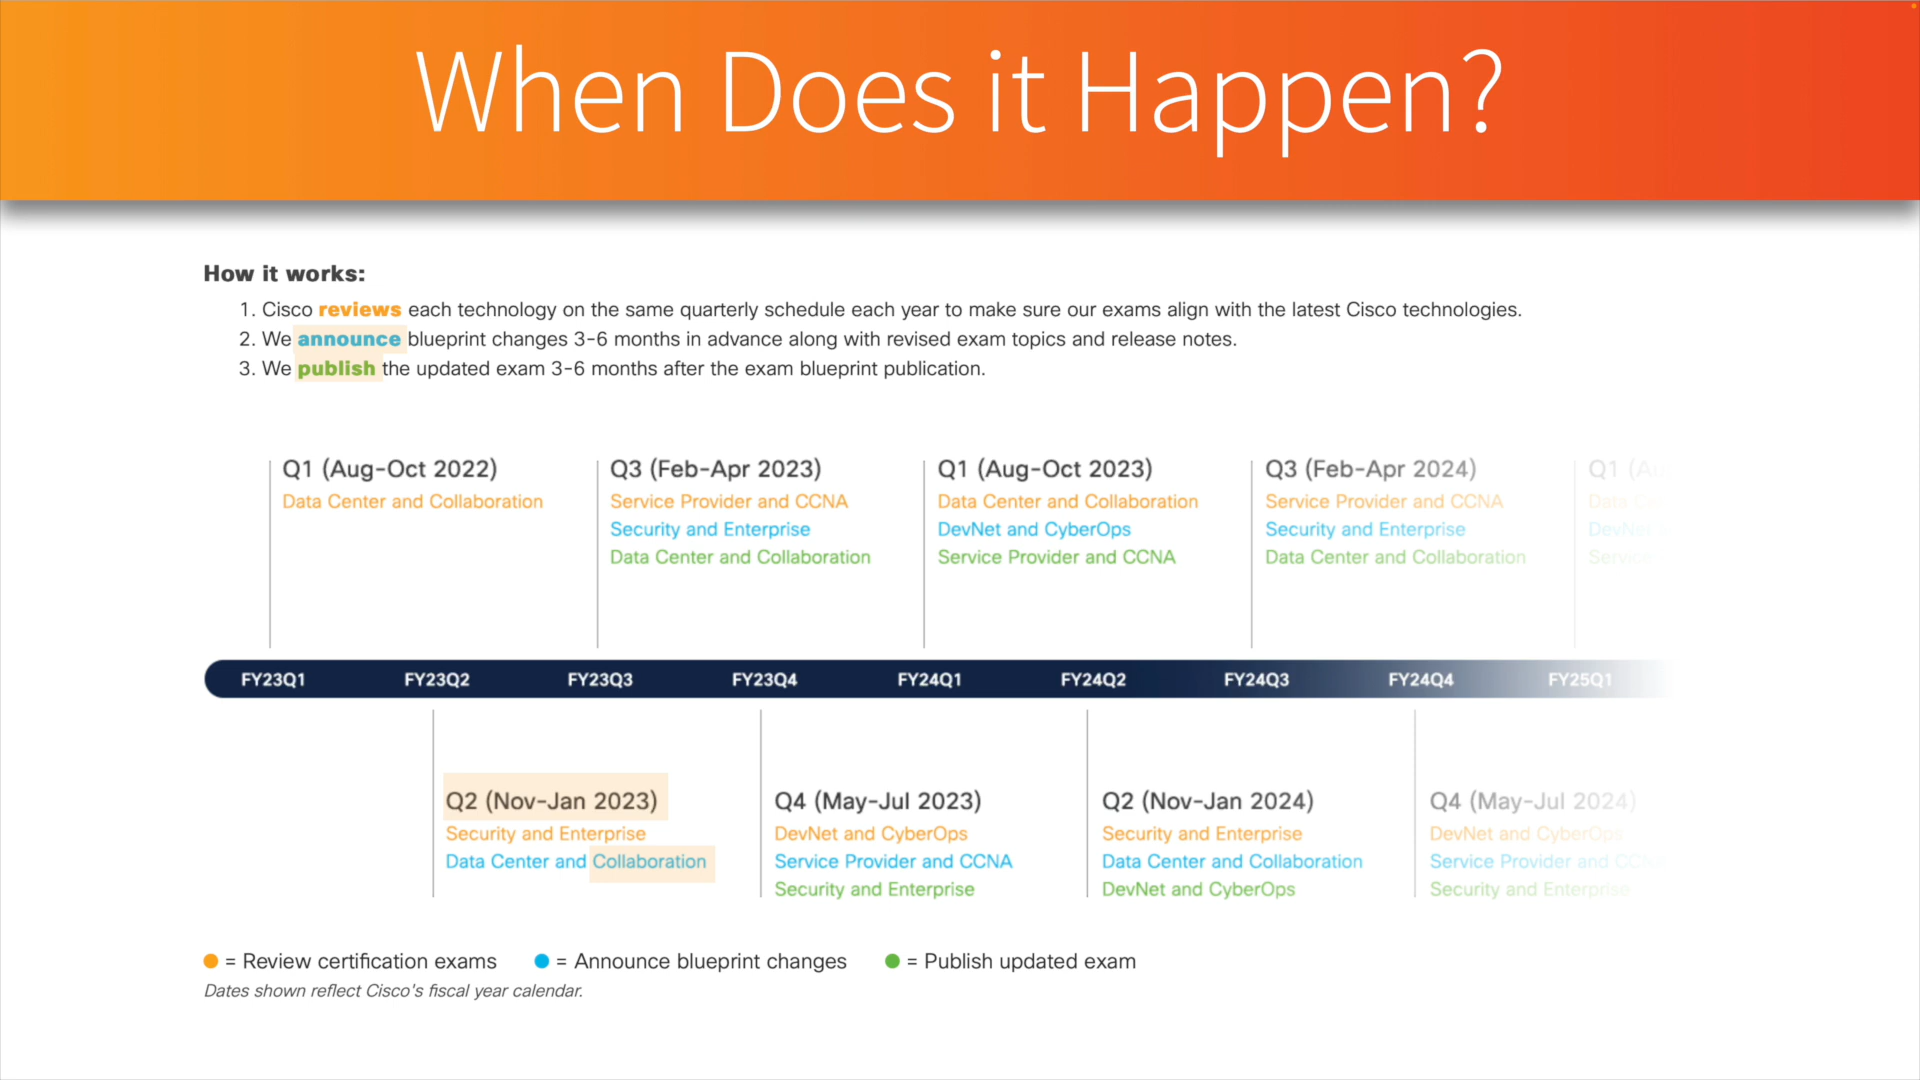 When Does it Happen?
How it works:
1. Cisco reviews each technology on the same quarterly schedule each year to make sure our exams align with the latest Cisco technologies.
2. We announce blueprint changes 3-6 months in advance along with revised exam topics and release notes.
3. We publish the updated exam 3-6 months after the exam blueprint publication.
Q1 (Aug-Oct 2022)
Data Center and Collaboration
Q3 (Feb-Apr 2023)
Service Provider and CCNA
Security and Enterprise
Data Center and Collaboration
Q1 (Aug-Oct 2023)
Data Center and Collaboration
DevNet and CyberOps
Service Provider and CCNA
Q3 (Feb-Apr 2024)
Service Provider and CCNA
Security and Enterprise
Data Center and Collaboration
Q1 (Au
Data
DevNet
Service
FY23Q1 FY23Q2 FY23Q3 FY23Q4 FY24Q1 FY24Q2 FY24Q3 FY24Q4 FY25Q1
Q2 (Nov-Jan 2023)
Security and Enterprise
Data Center and Collaboration
Q4 (May-Jul 2023)
DevNet and CyberOps
Service Provider and CCNA
Security and Enterprise
Q2 (Nov-Jan 2024)
Security and Enterprise
Data Center and Collaboration
DevNet and CyberOps
Q4 (May-Jul 2024)
DevNet and CyberOps
Service Provider and CCNA
Security and Enterprise
= Review certification exams = Announce blueprint changes = Publish updated exam
Dates shown reflect Cisco's fiscal year calendar.